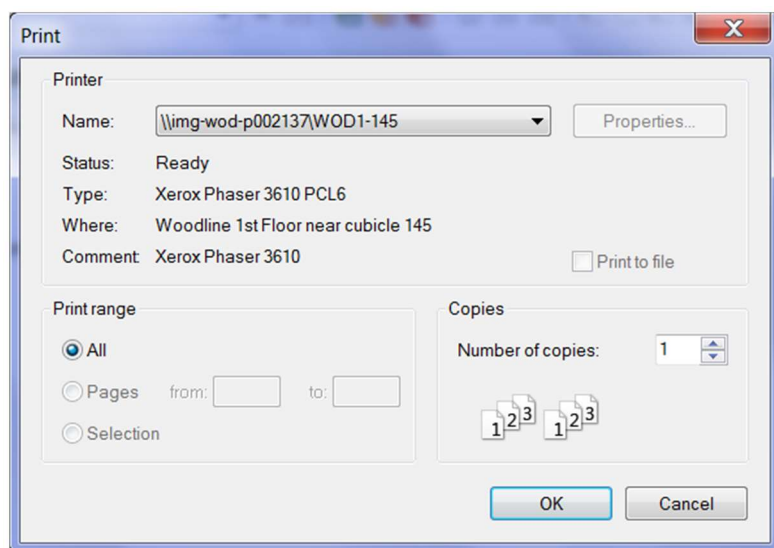 Print
X
Printer
Name: \\img-wod-p002137\WOD1-145 Properties...
Status: Ready
Type: Xerox Phaser 3610 PCL6
Where: Woodline 1st Floor near cubicle 145
Comment: Xerox Phaser 3610 Print to file
Print range
All
Pages from: to:
Selection
Copies
Number of copies: 1
1 2 3 1 2 3
OK Cancel